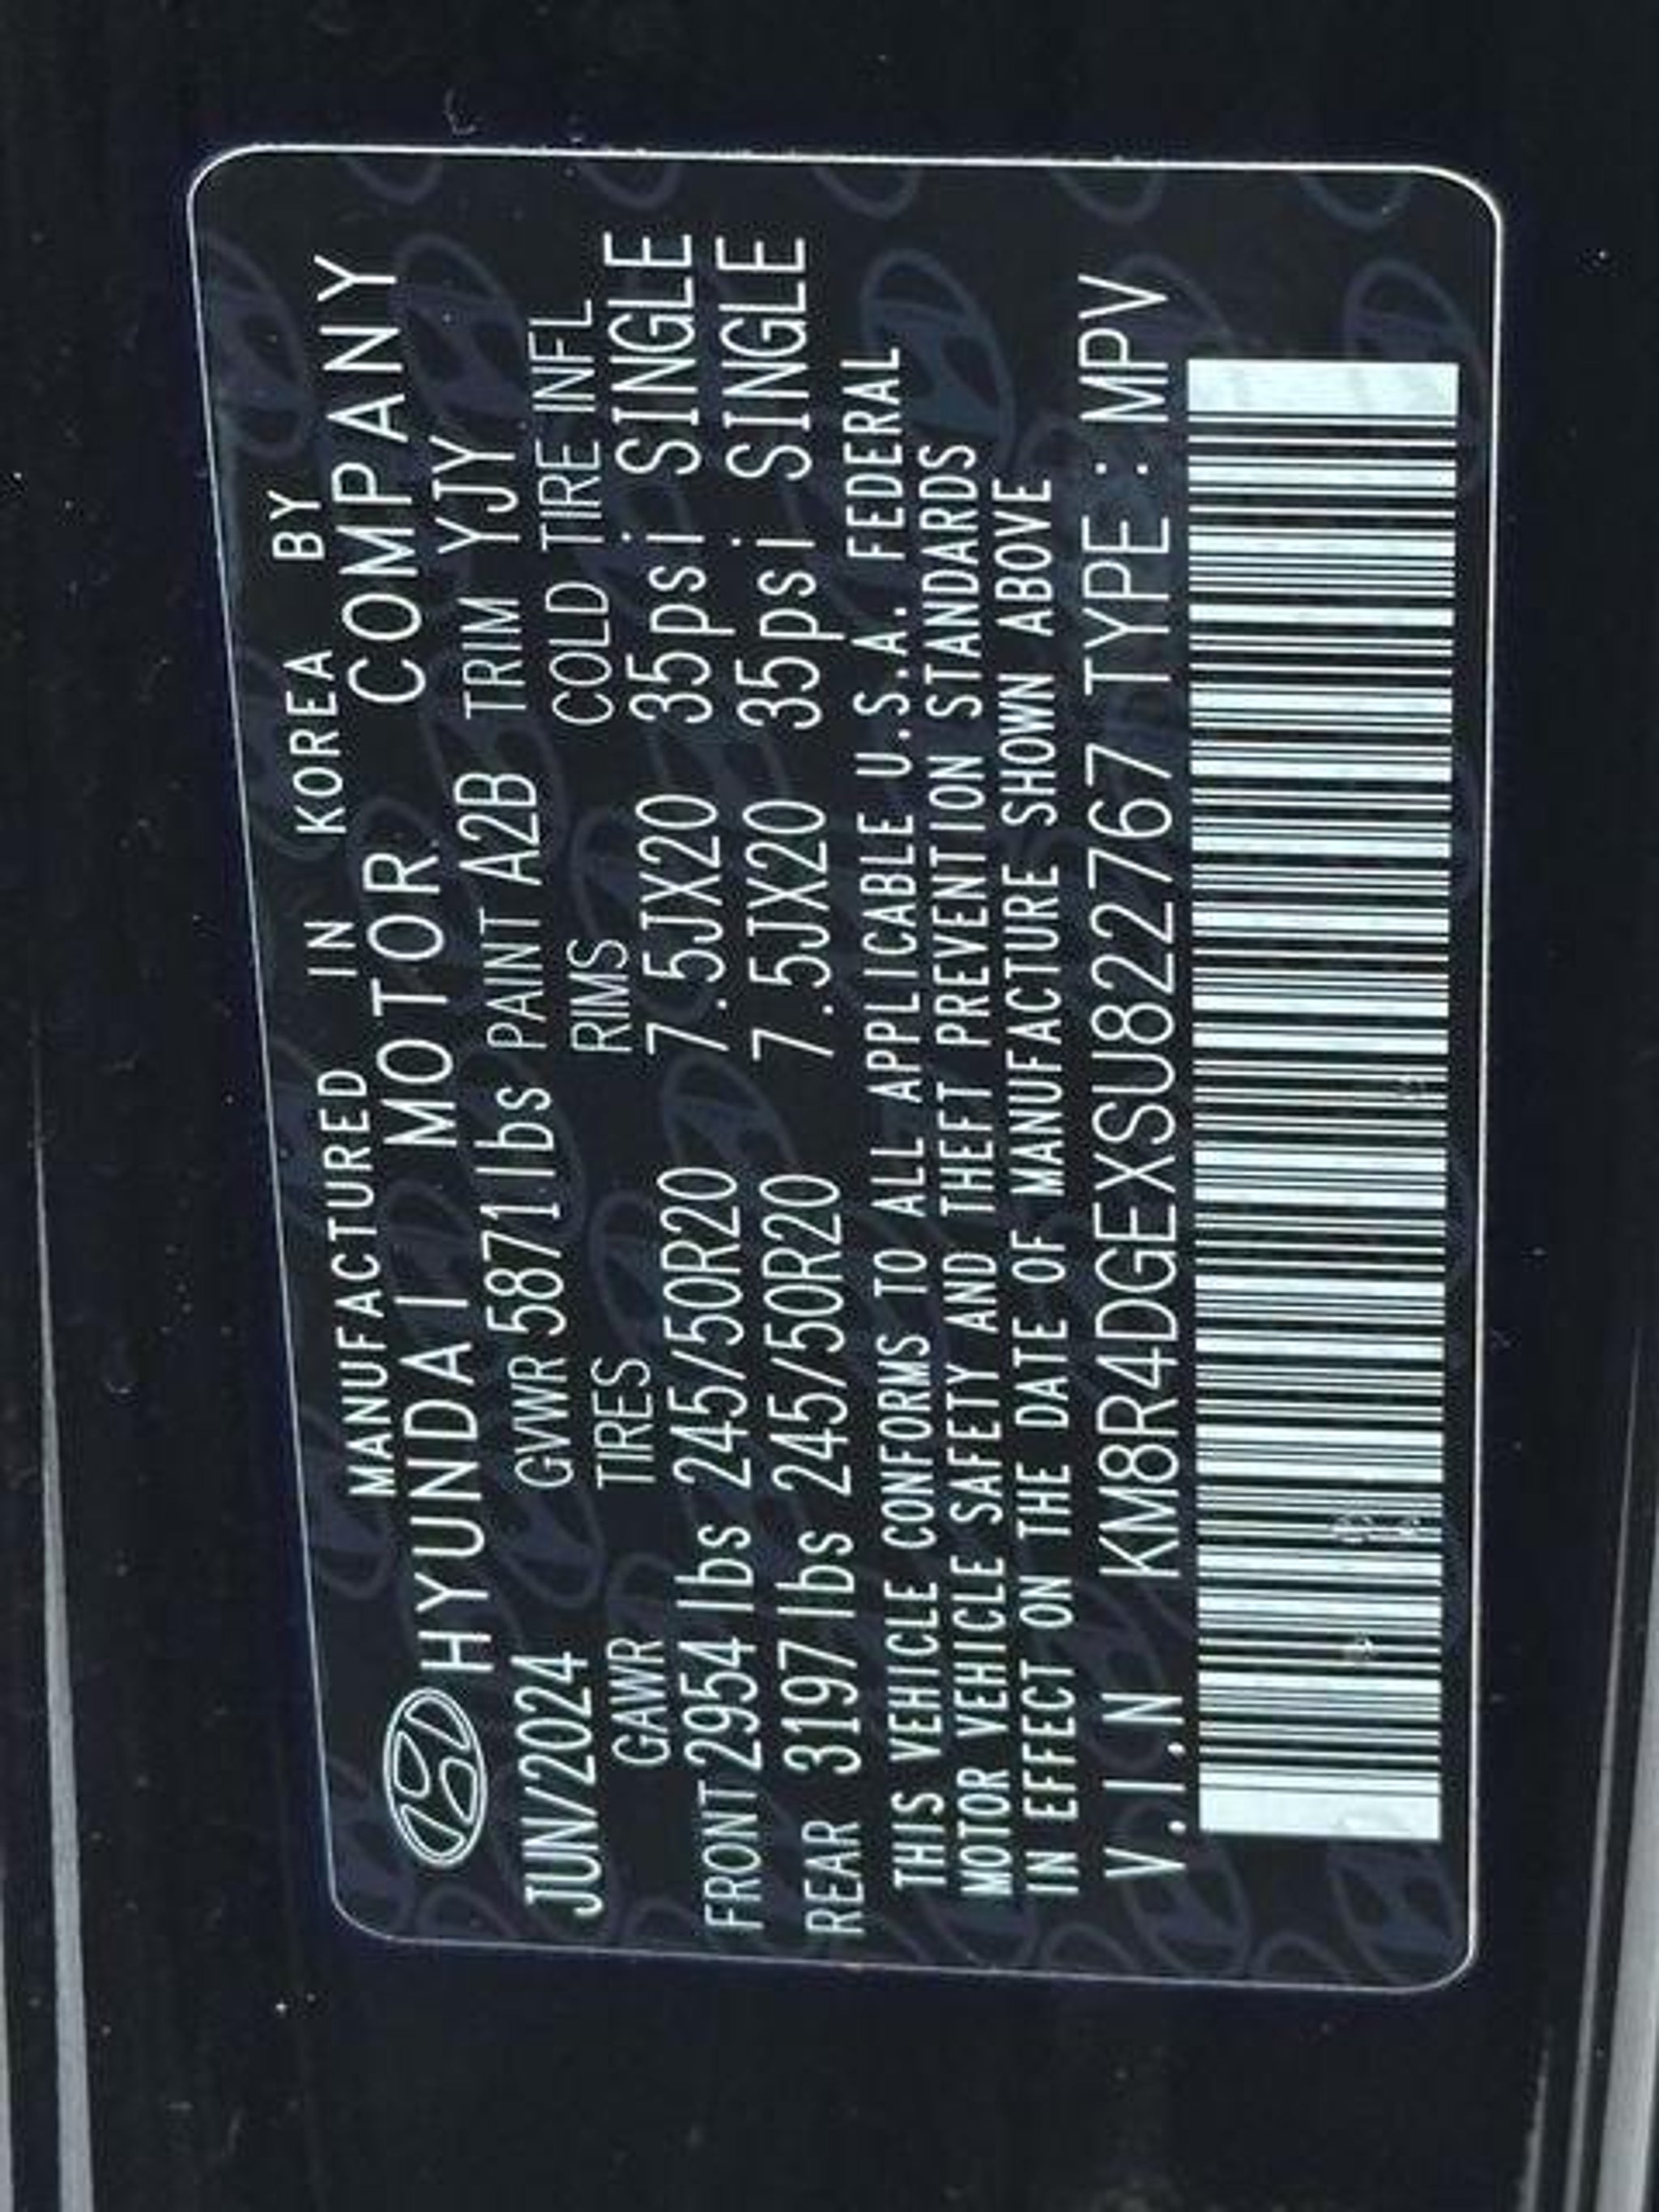 MANUFACTURED IN KOREA BY
HYUNDAI MOTOR COMPANY
JUN/2024 GVWR 5871lbs PAINT A2B TRIM YJY
GAWR TIRES RIMS COLD TIRE INFL
FRONT 2954 lbs 245/50R20 7.5JX20 35psi SINGLE
REAR 3197 lbs 245/50R20 7.5JX20 35psi SINGLE
THIS VEHICLE CONFORMS TO ALL APPLICABLE U.S.A. FEDERAL
MOTOR VEHICLE SAFETY AND THEFT PREVENTION STANDARDS
IN EFFECT ON THE DATE OF MANUFACTURE SHOWN ABOVE
V.I.N KM8R4DGEXSU822767 TYPE: MPV